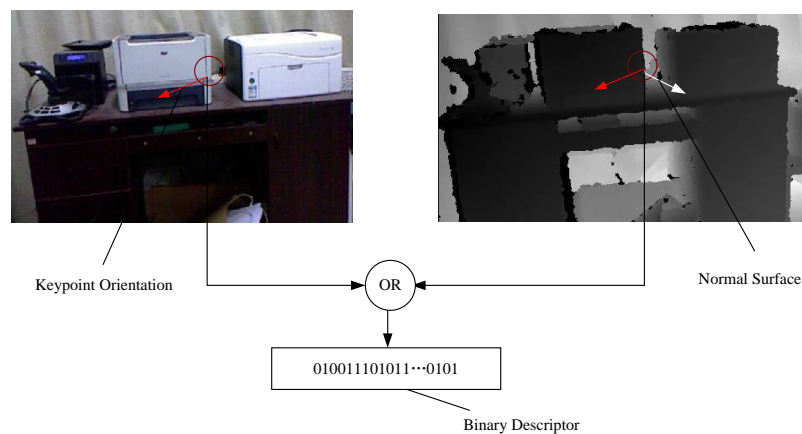 Keypoint Orientation
Normal Surface
OR
010011101011⋯0101
Binary Descriptor